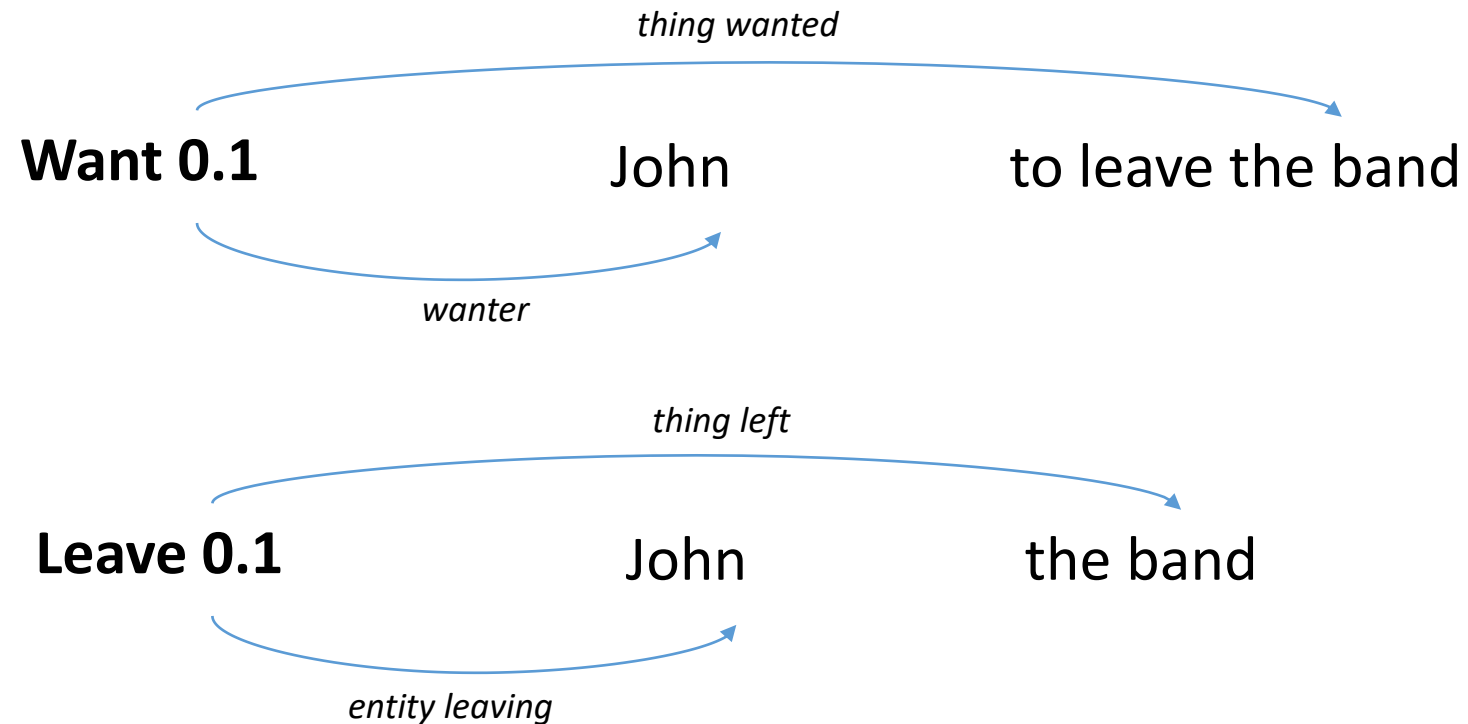 thing wanted
Want 0.1 John to leave the band
wanter
thing left
Leave 0.1 John the band
entity leaving